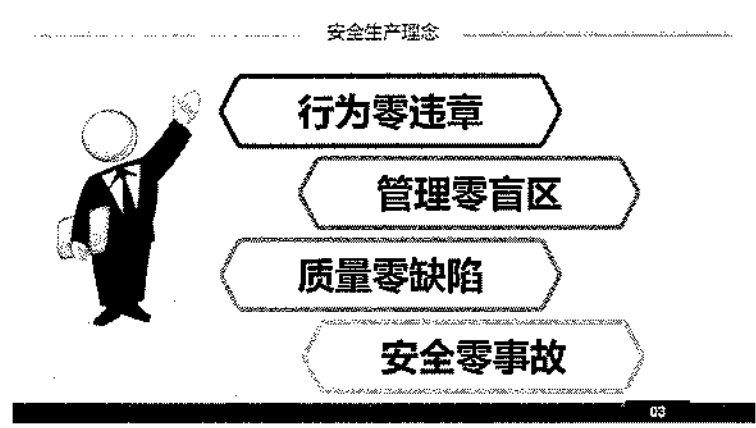 安全生产理念
行为零违章
管理零盲区
质量零缺陷
安全零事故
03